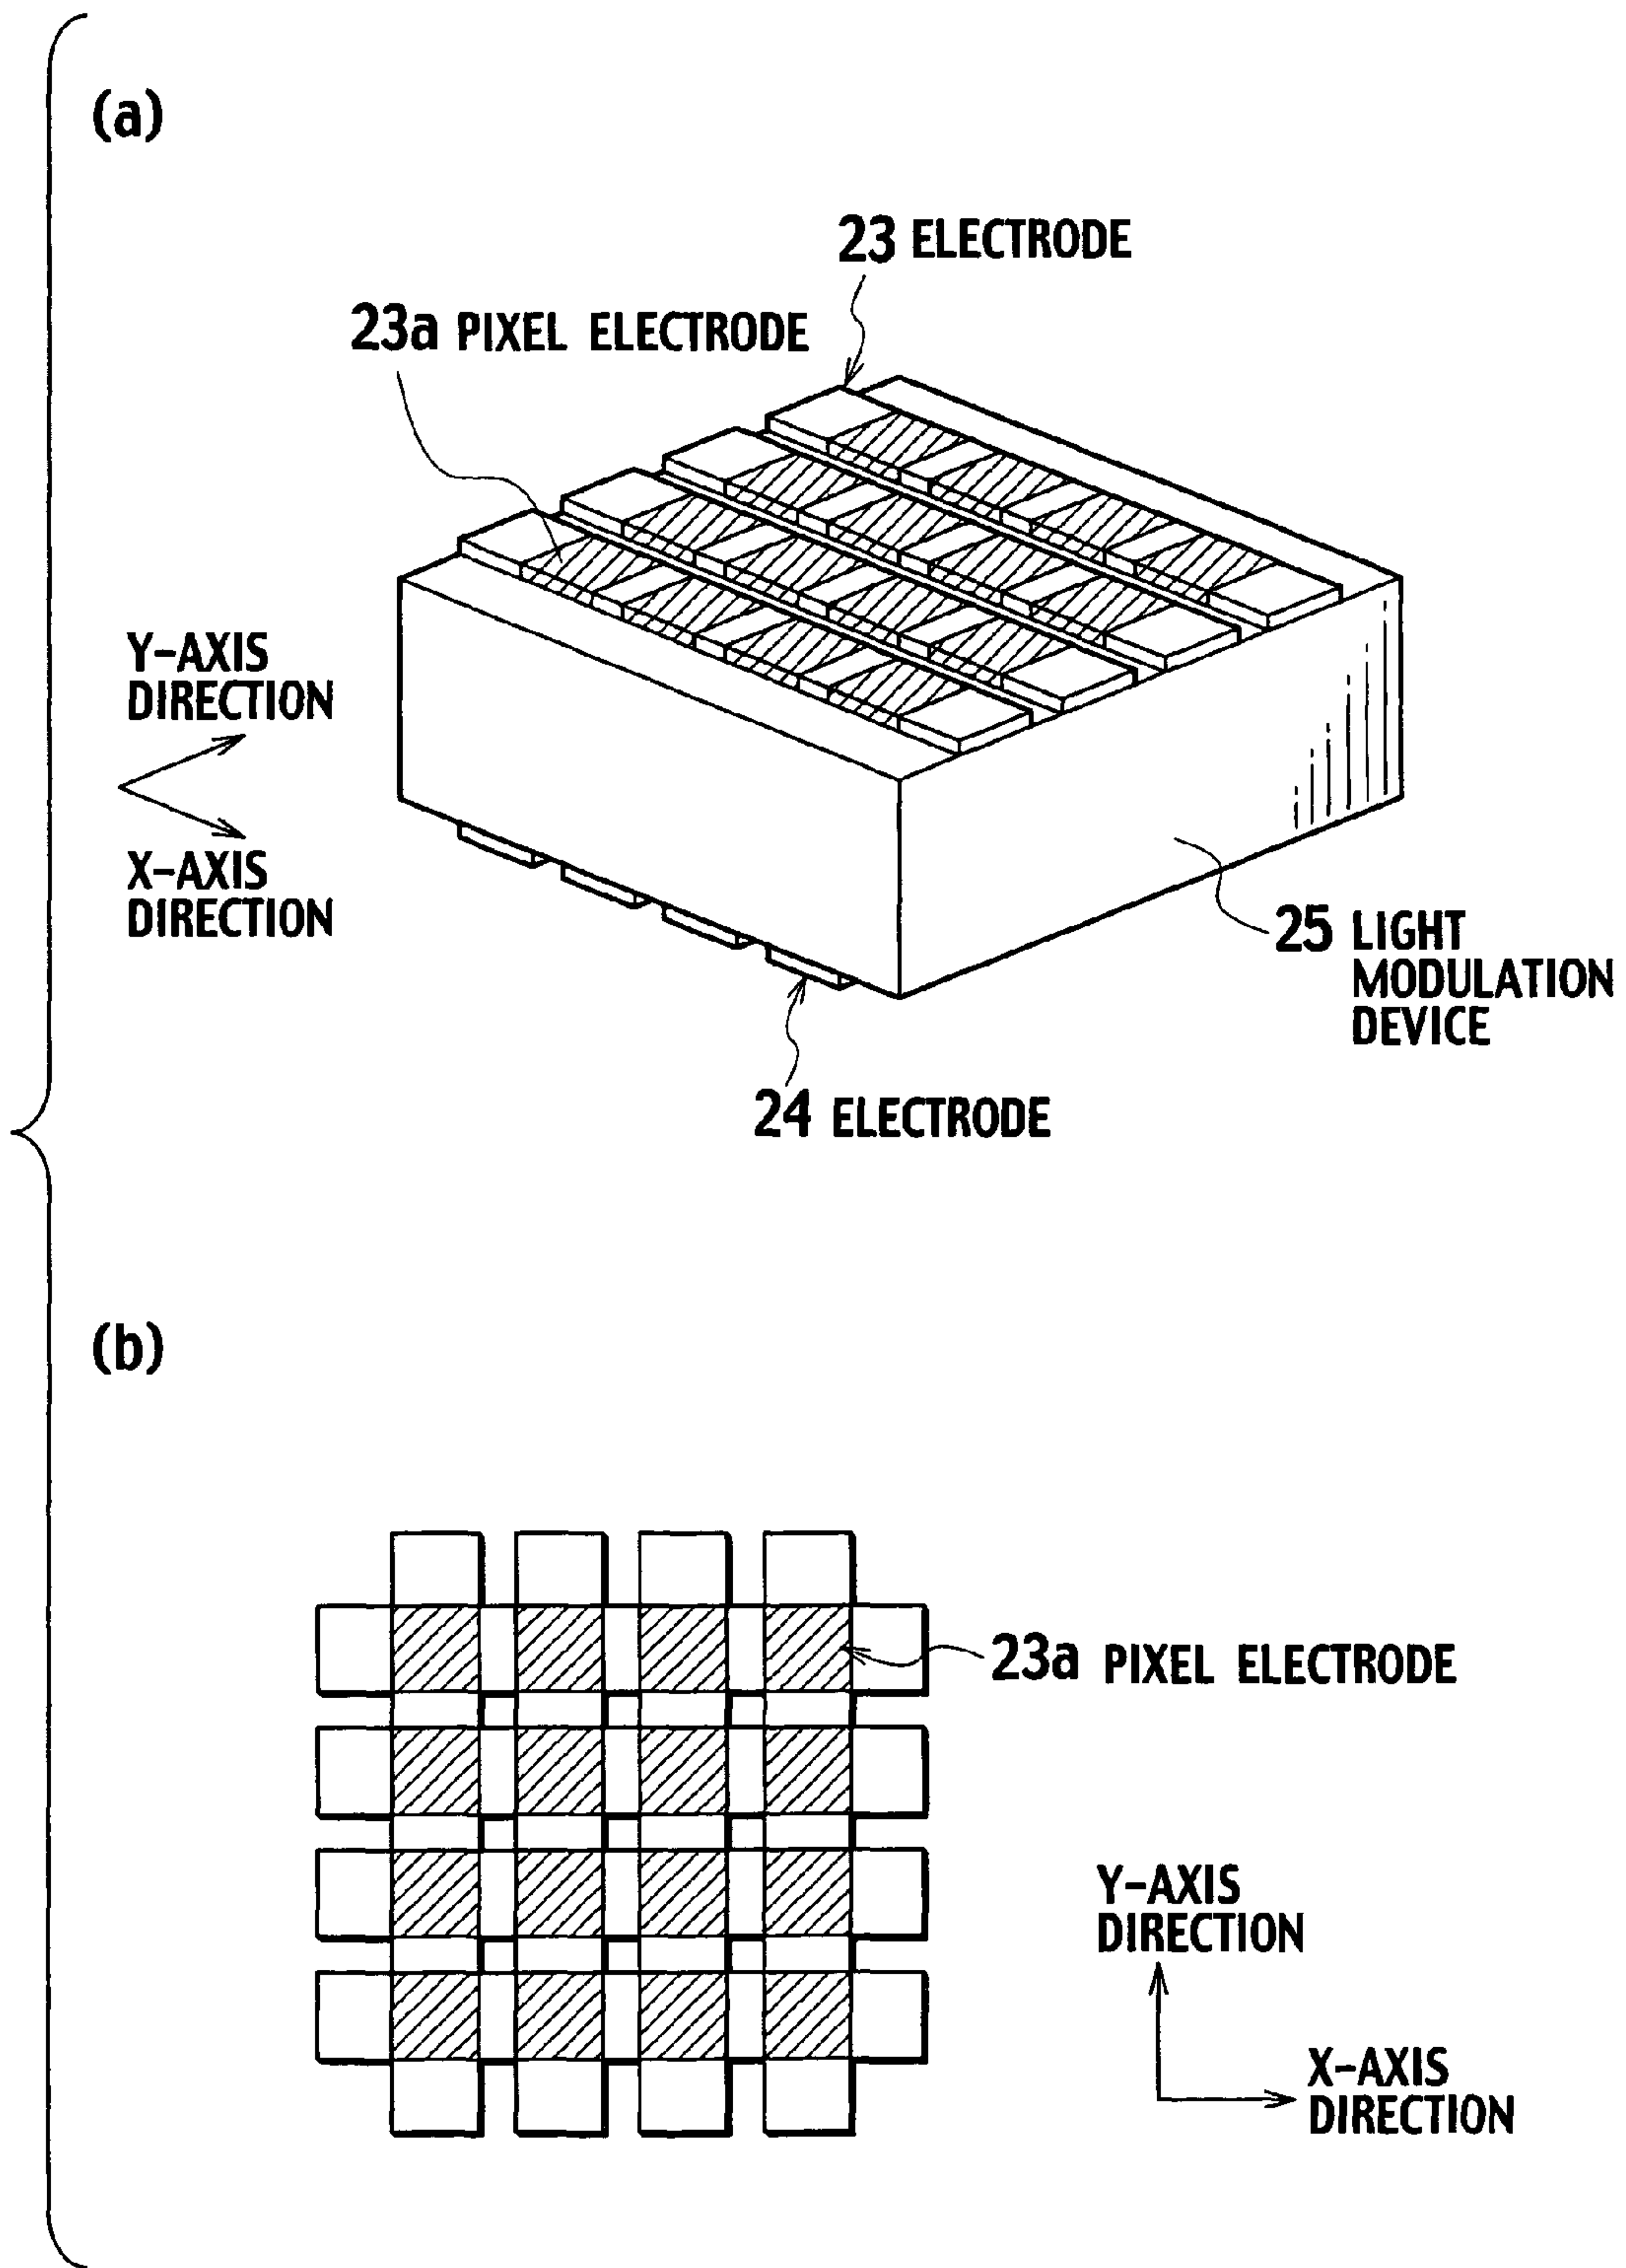 (a)
23 ELECTRODE
23a PIXEL ELECTRODE
Y-AXIS
DIRECTION
X-AXIS
DIRECTION
25 LIGHT
MODULATION
DEVICE
24 ELECTRODE
(b)
23a PIXEL ELECTRODE
Y-AXIS
DIRECTION
X-AXIS
DIRECTION